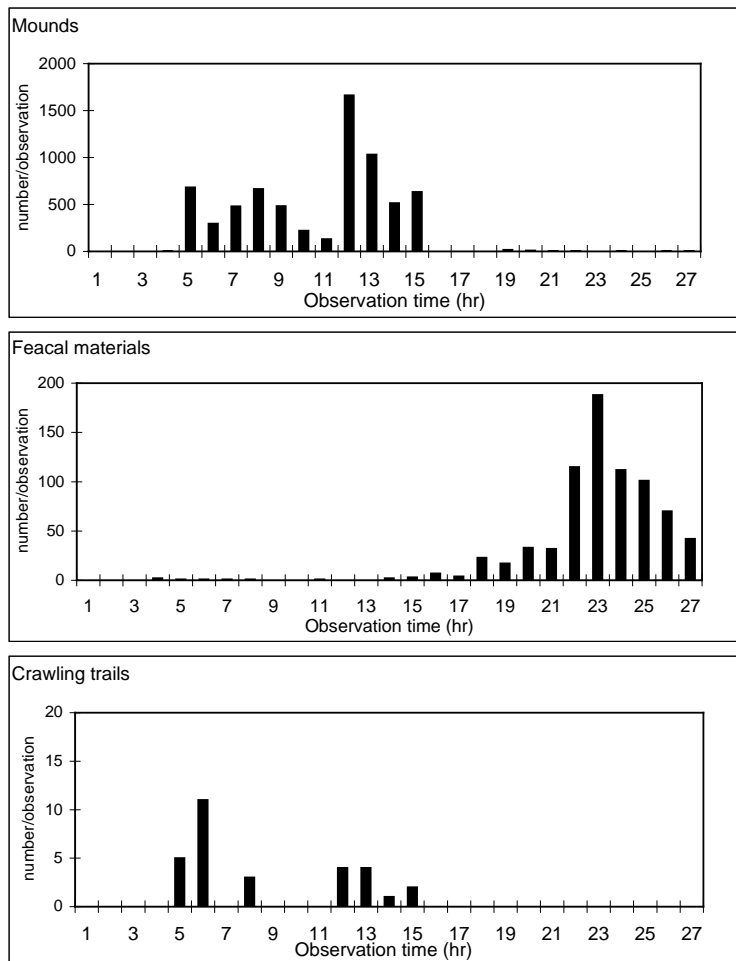 Mounds
number/observation
2000
1500
1000
500
0
1 3 5 7 9 11 13 15 17 19 21 23 25 27
Observation time (hr)
Feacal materials
number/observation
200
150
100
50
0
1 3 5 7 9 11 13 15 17 19 21 23 25 27
Observation time (hr)
Crawling trails
number/observation
20
15
10
5
0
1 3 5 7 9 11 13 15 17 19 21 23 25 27
Observation time (hr)